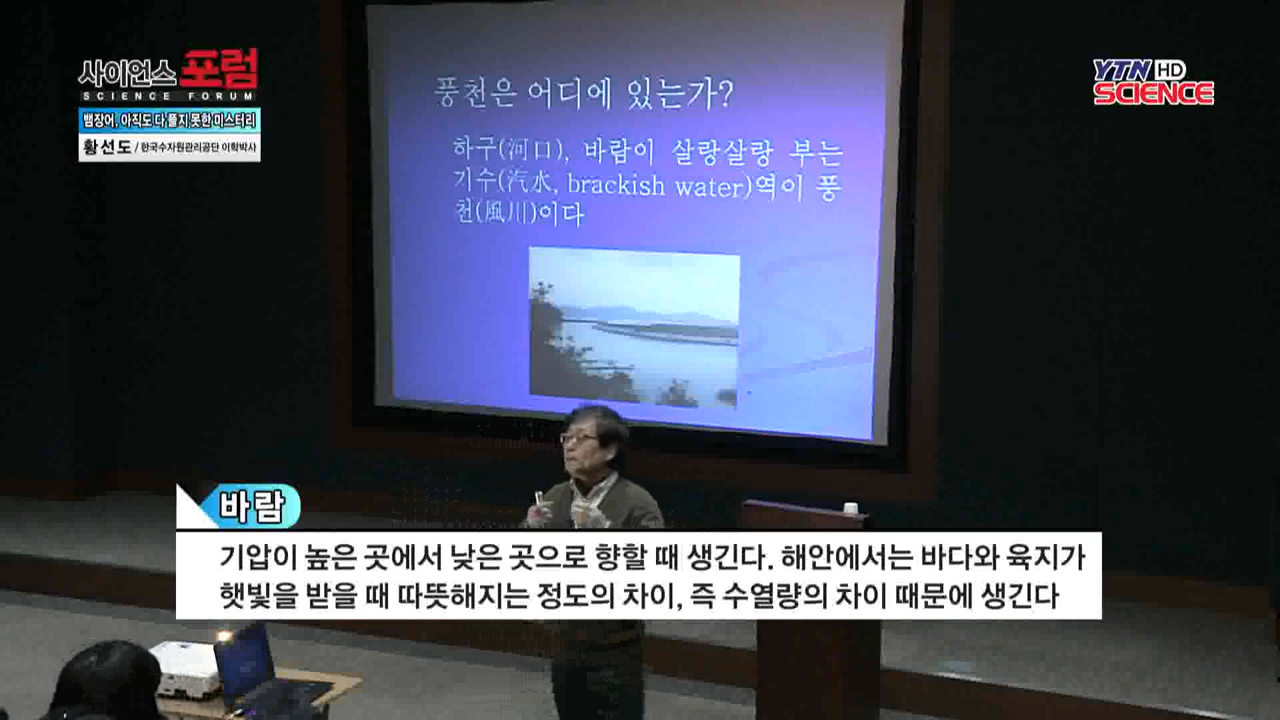 사이언스 포럼
SCIENCE FORUM
뱀장어, 아직도 다 풀지 못한 미스터리
황선도 / 한국수자원관리공단 이학박사
YTN HD
SCIENCE
풍천은 어디에 있는가?
하구(河口), 바람이 살랑살랑 부는
기수(汽水, brackish water)역이 풍
천(風川)이다
바람
기압이 높은 곳에서 낮은 곳으로 향할 때 생긴다. 해안에서는 바다와 육지가
햇빛을 받을 때 따뜻해지는 정도의 차이, 즉 수열량의 차이 때문에 생긴다